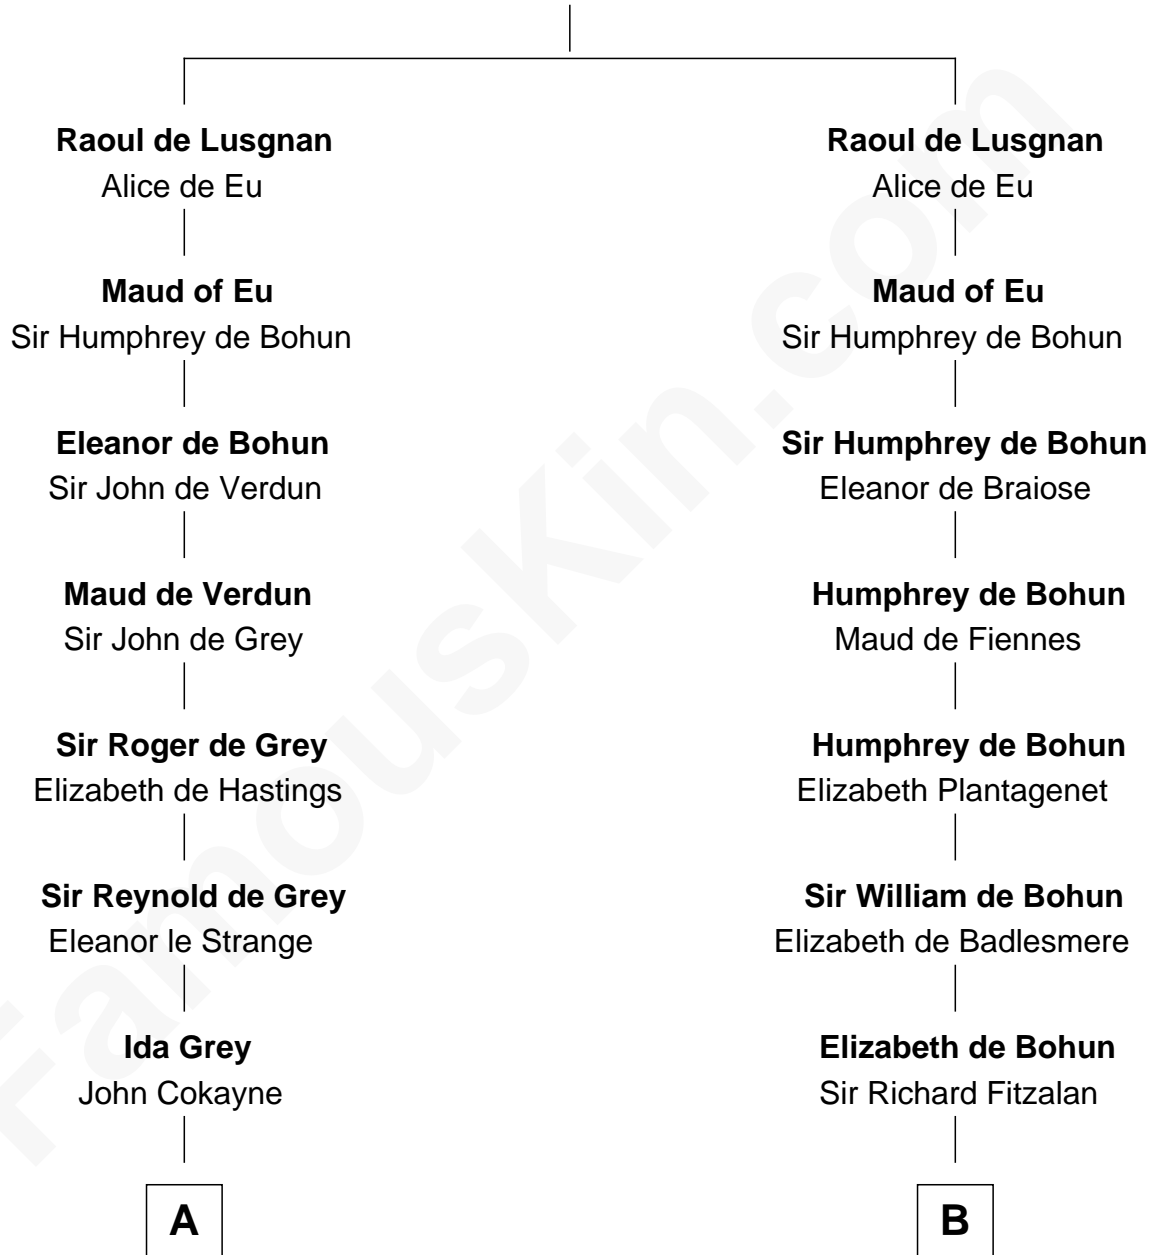 Raoul de Lusgnan
Alice de Eu
Maud of Eu
Sir Humphrey de Bohun
Eleanor de Bohun
Sir John de Verdun
Maud de Verdun
Sir John de Grey
Sir Roger de Grey
Elizabeth de Hastings
Sir Reynold de Grey
Eleanor le Strange
Ida Grey
John Cokayne
A
Raoul de Lusgnan
Alice de Eu
Maud of Eu
Sir Humphrey de Bohun
Sir Humphrey de Bohun
Eleanor de Braiose
Humphrey de Bohun
Maud de Fiennes
Humphrey de Bohun
Elizabeth Plantagenet
Sir William de Bohun
Elizabeth de Badlesmere
Elizabeth de Bohun
Sir Richard Fitzalan
B
FamousKin.com